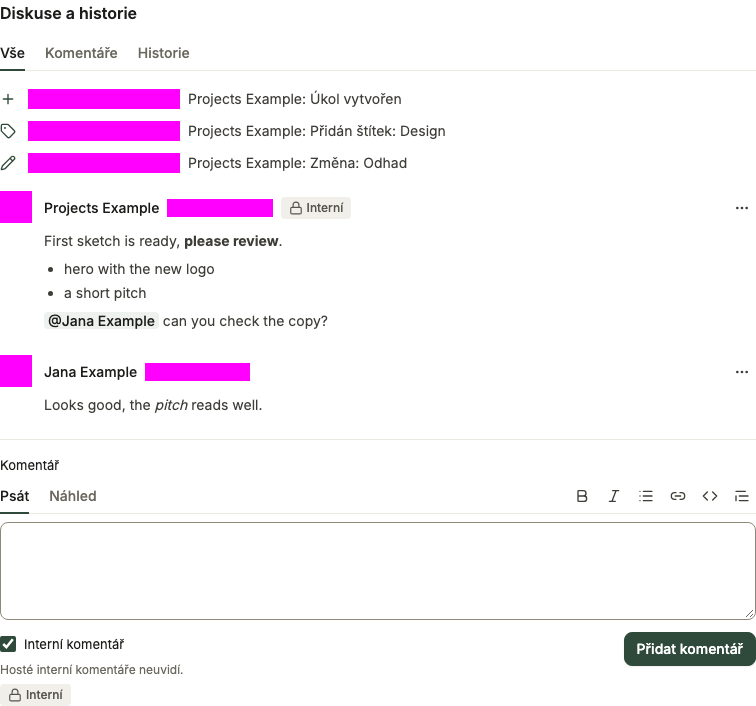 Diskuse a historie
Vše Komentáře Historie
Projects Example: Úkol vytvořen
Projects Example: Přidán štítek: Design
Projects Example: Změna: Odhad
Projects Example Interní
First sketch is ready, please review.
• hero with the new logo
• a short pitch
@Jana Example can you check the copy?
Jana Example
Looks good, the pitch reads well.
Komentář
Psát Náhled
Interní komentář
Přidat komentář
Hosté interní komentáře neuvidí.
Interní